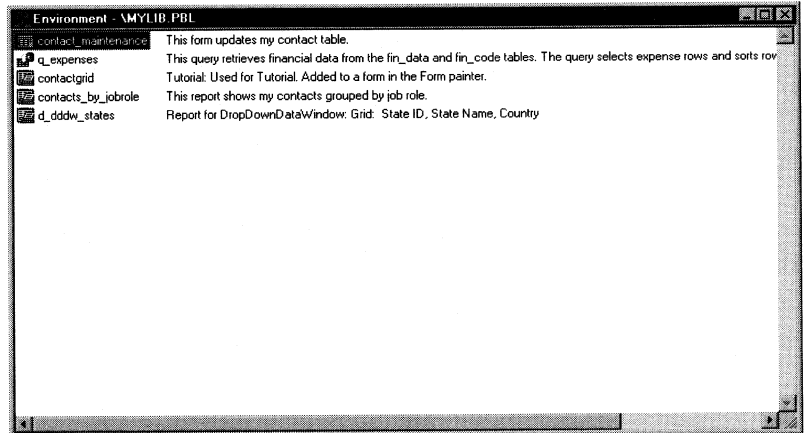 Environment - \MYLIB.PBL
contact_maintenance This form updates my contact table.
q_expenses This query retrieves financial data from the fin_data and fin_code tables. The query selects expense rows and sorts row
contactgrid Tutorial: Used for Tutorial. Added to a form in the Form painter.
contacts_by_jobrole This report shows my contacts grouped by job role.
d_dddw_states Report for DropDownDataWindow: Grid: State ID, State Name, Country